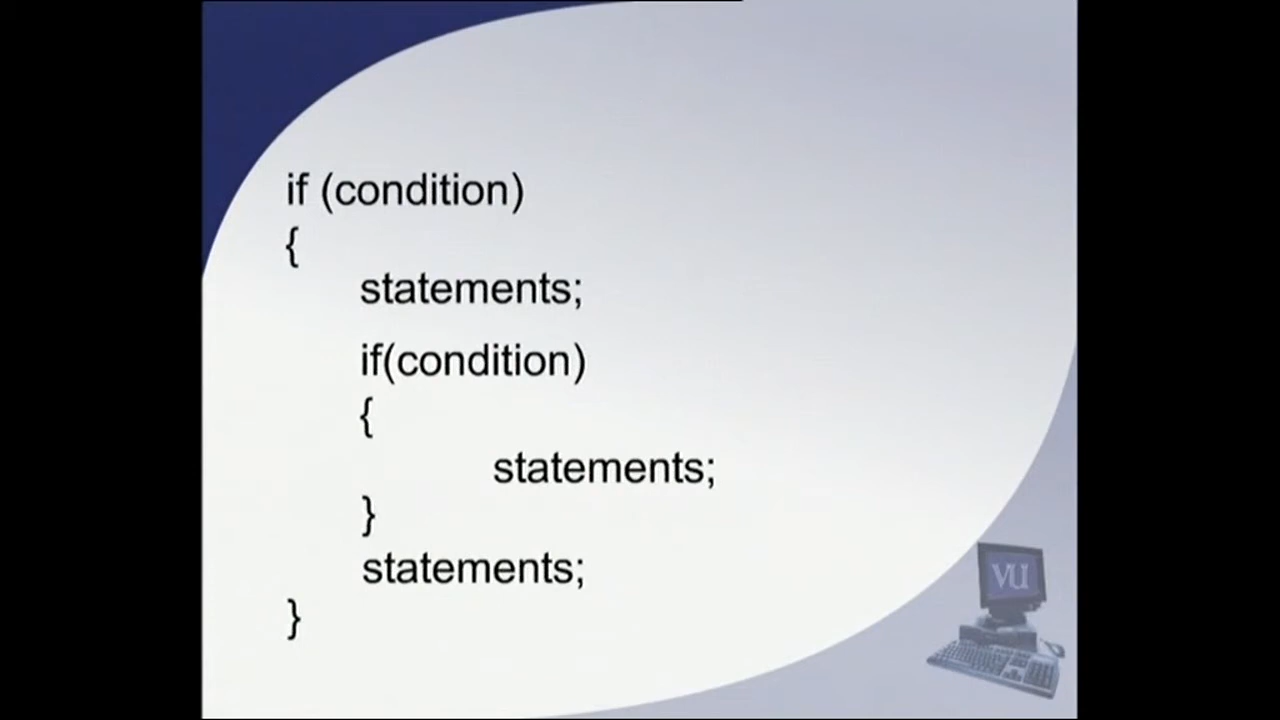 if (condition)
{
statements;
if(condition)
{
statements;
}
statements;
}
VU